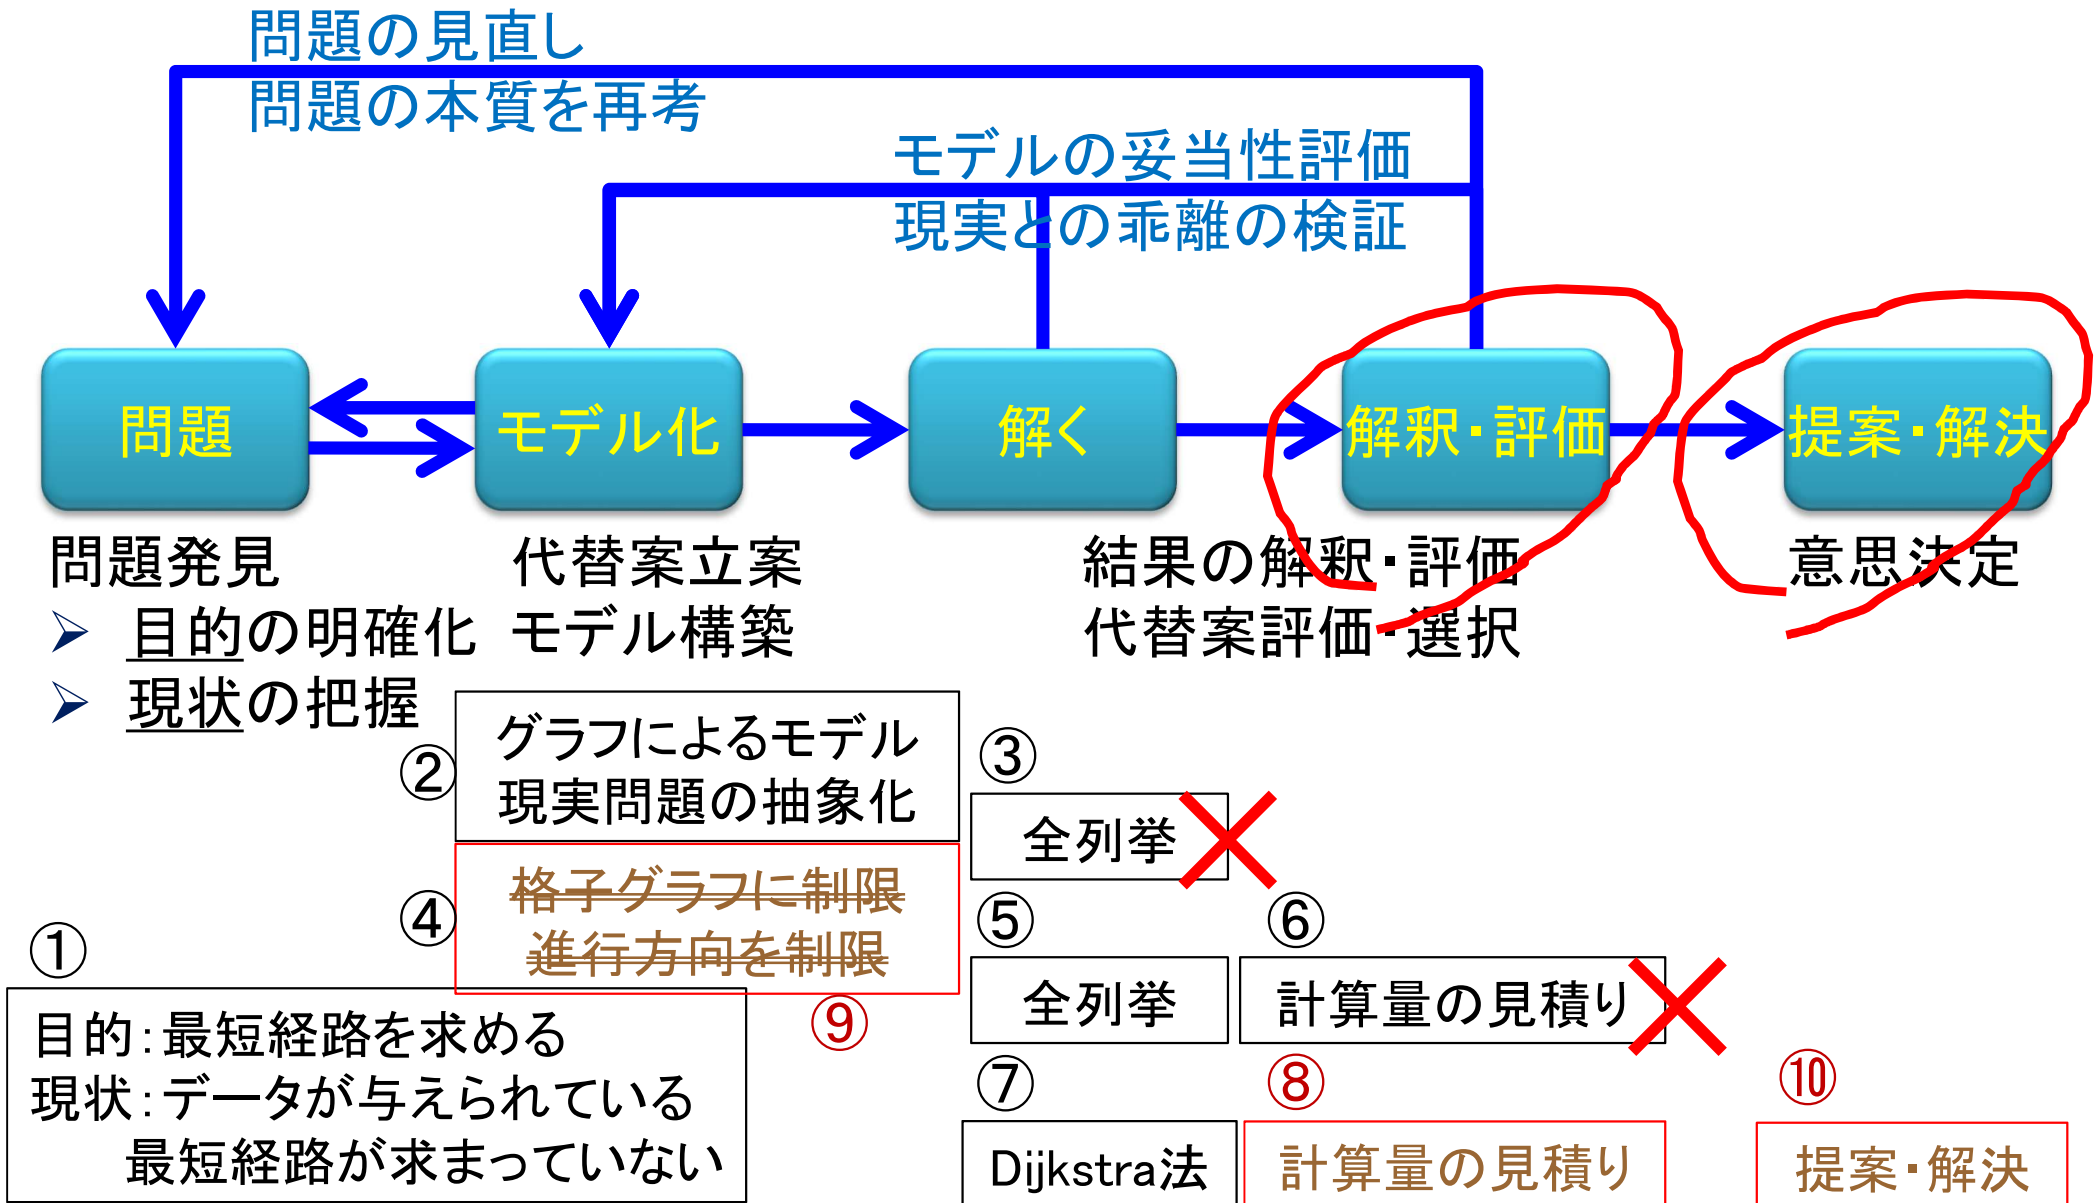 問題の見直し
問題の本質を再考
モデルの妥当性評価
現実との乖離の検証
問題
モデル化
解く
解釈・評価
提案・解決
問題発見
➢ 目的の明確化
➢ 現状の把握
代替案立案
モデル構築
結果の解釈・評価
代替案評価・選択
意思決定
①
目的：最短経路を求める
現状：データが与えられている
最短経路が求まっていない
②
グラフによるモデル
現実問題の抽象化
③
全列挙
④
格子グラフに制限
進行方向を制限
⑤
全列挙
⑥
計算量の見積り
⑦
Dijkstra法
⑧
計算量の見積り
⑨
⑩
提案・解決